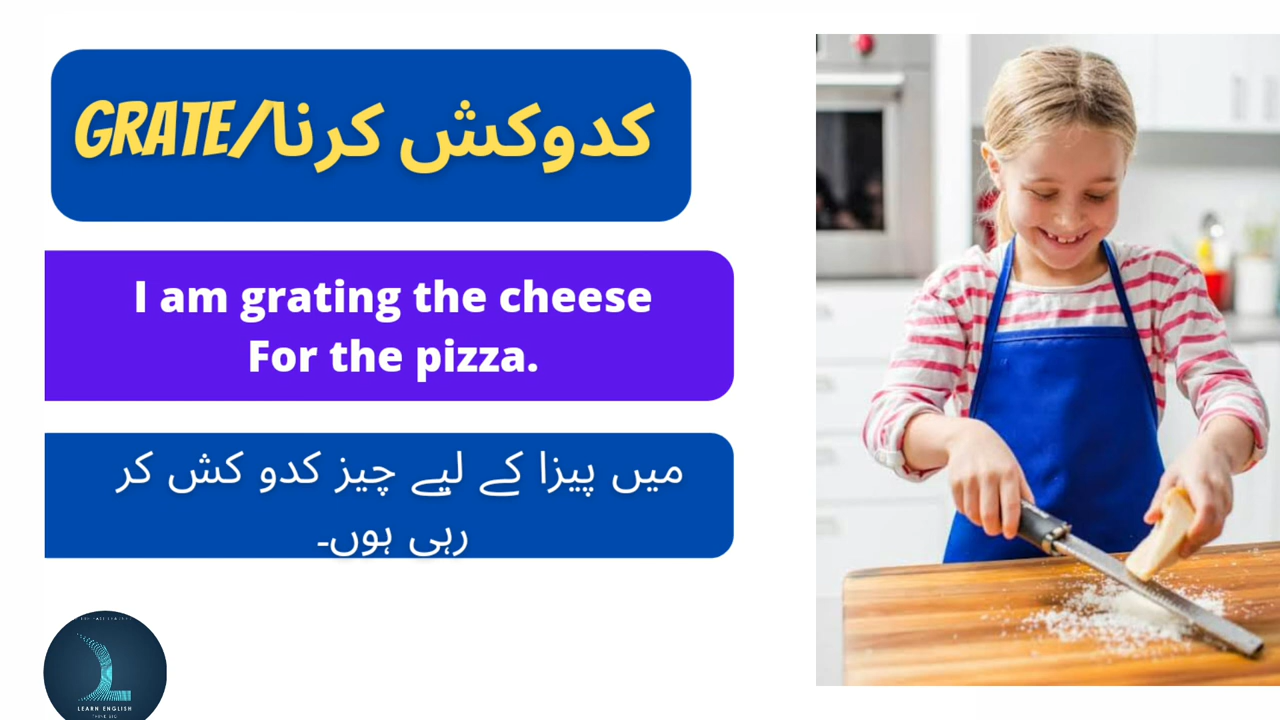 GRATE/کدوکش کرنا
I am grating the cheese
For the pizza.
میں پیزا کے لیے چیز کدو کش کر
رہی ہوں۔
LEARN ENGLISH